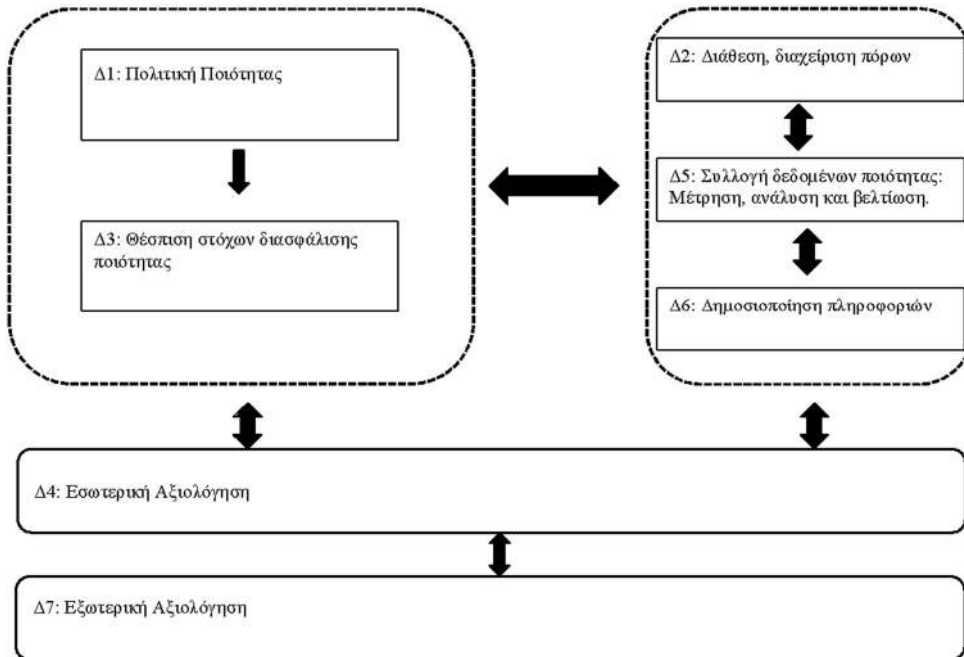 Δ1: Πολιτική Ποιότητας
Δ3: Θέσπιση στόχων διασφάλισης
ποιότητας
Δ2: Διάθεση, διαχείριση πόρων
Δ5: Συλλογή δεδομένων ποιότητας:
Μέτρηση, ανάλυση και βελτίωση.
Δ6: Δημοσιοποίηση πληροφοριών
Δ4: Εσωτερική Αξιολόγηση
Δ7: Εξωτερική Αξιολόγηση